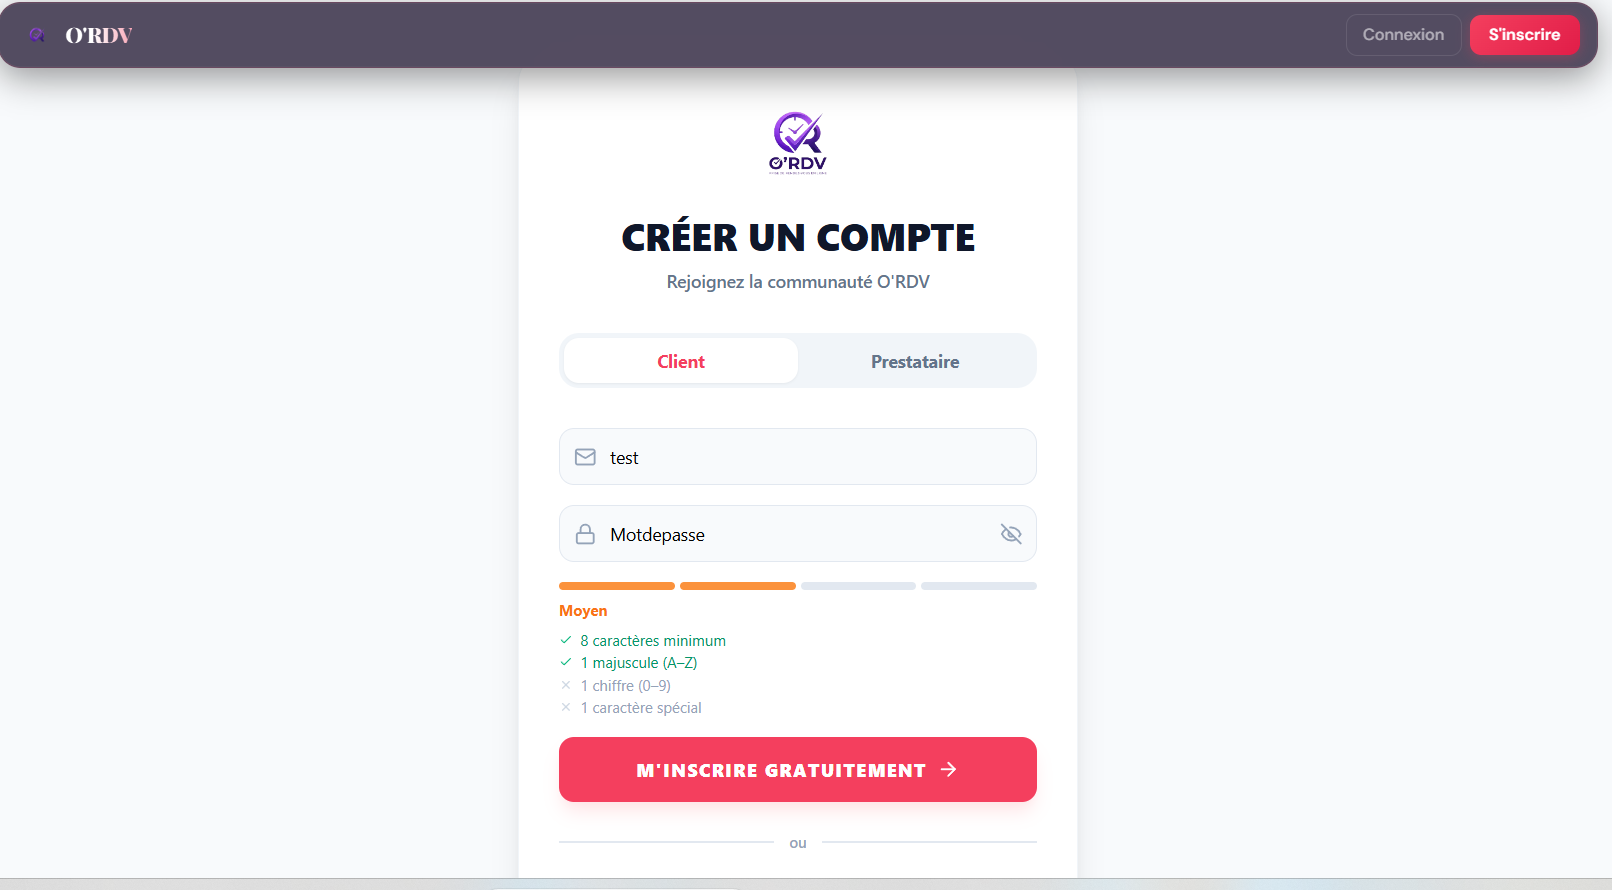 O'RDV
Connexion
S'inscrire
O'RDV
CRÉER UN COMPTE
Rejoignez la communauté O'RDV
Client
Prestataire
test
Motdepasse
Moyen
8 caractères minimum
1 majuscule (A–Z)
1 chiffre (0–9)
1 caractère spécial
M'INSCRIRE GRATUITEMENT →
ou